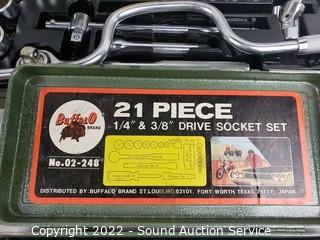 21 PIECE
1/4" & 3/8" DRIVE SOCKET SET
BUFFALO
BRAND
No.02-248
DISTRIBUTED BY: BUFFALO BRAND ST.LOUIS.MO.63101. FORT WORTH TEXAS 76111. JAPAN
Copyright 2022 - Sound Auction Service